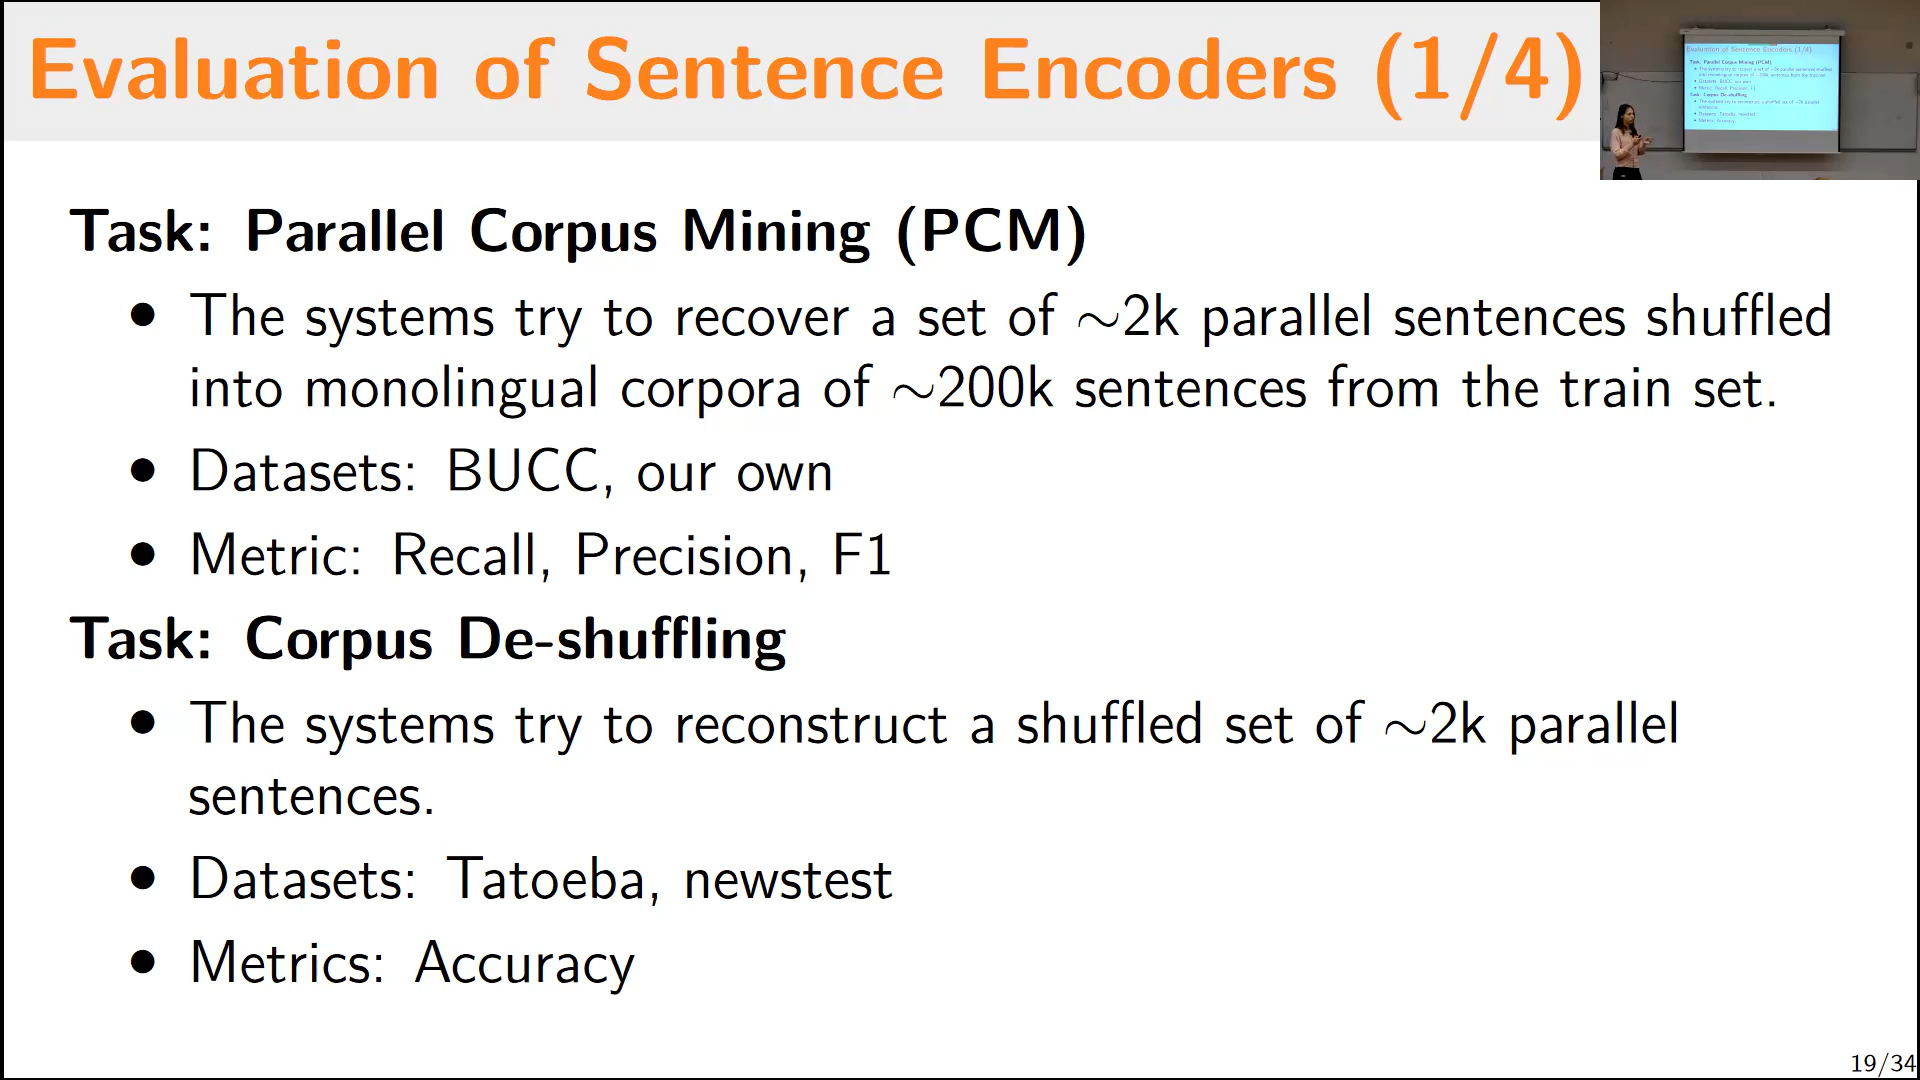 Evaluation of Sentence Encoders (1/4)
Task: Parallel Corpus Mining (PCM)
• The systems try to recover a set of ∼2k parallel sentences shuffled
into monolingual corpora of ∼200k sentences from the train set.
• Datasets: BUCC, our own
• Metric: Recall, Precision, F1
Task: Corpus De-shuffling
• The systems try to reconstruct a shuffled set of ∼2k parallel
sentences.
• Datasets: Tatoeba, newstest
• Metrics: Accuracy
19/34